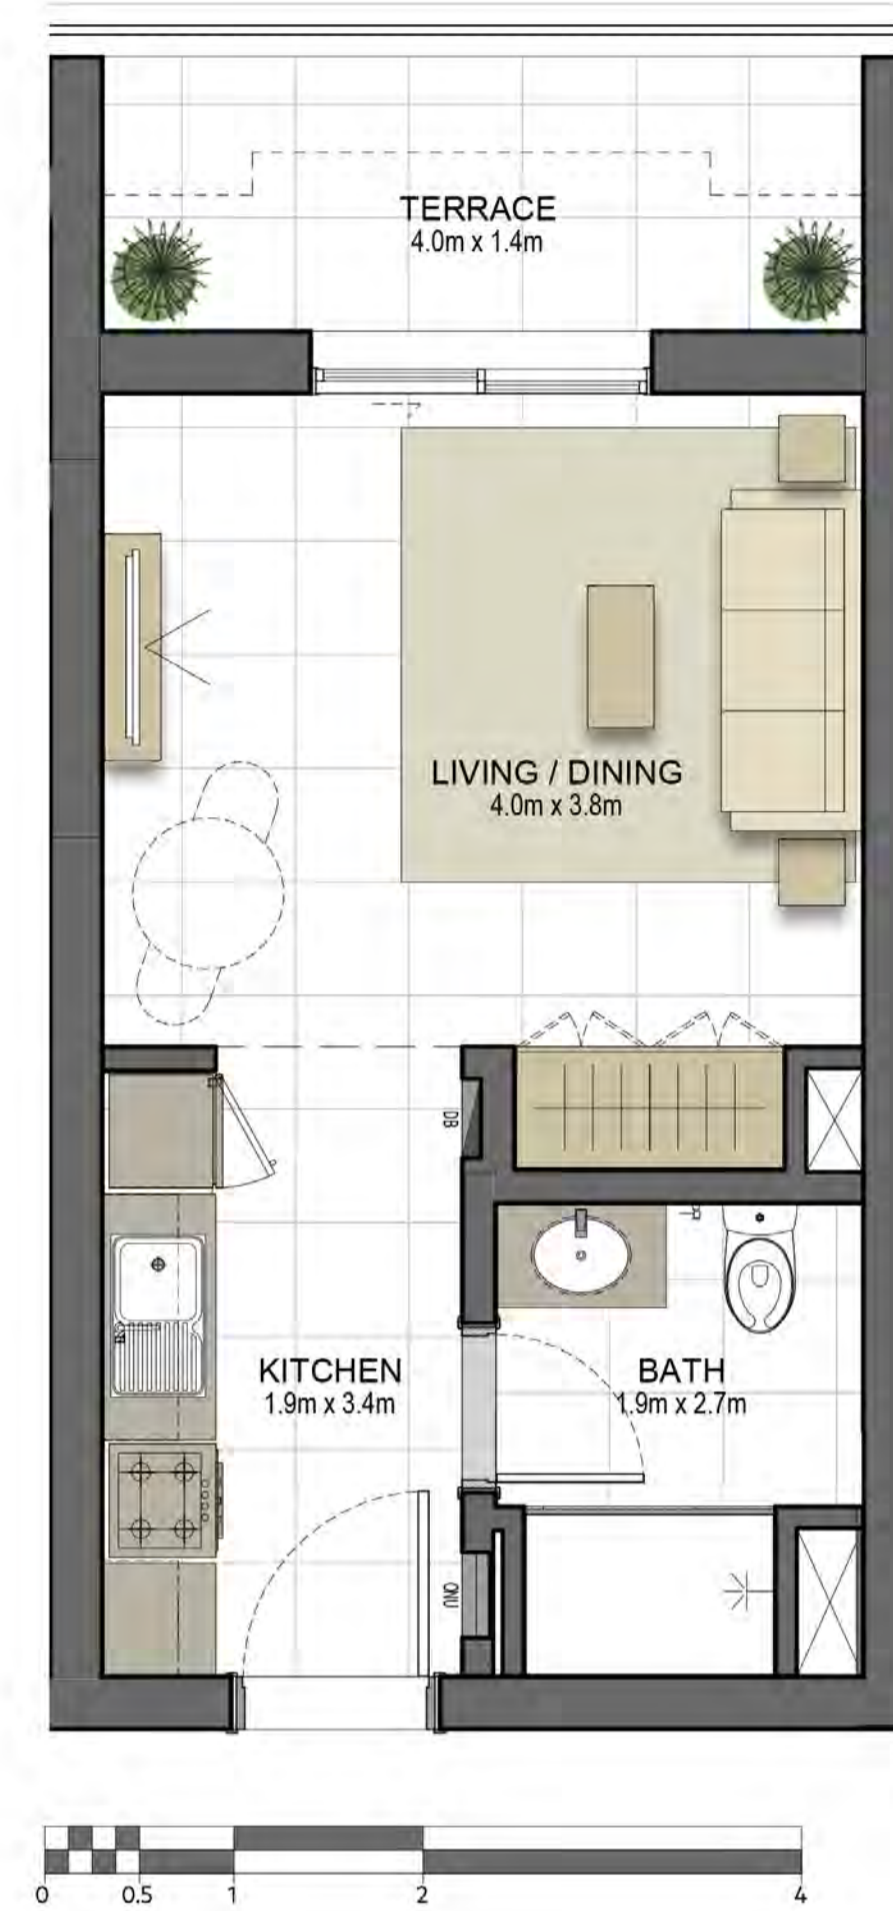 TERRACE
4.0m x 1.4m
LIVING / DINING
4.0m x 3.8m
DB
KITCHEN
1.9m x 3.4m
BATH
1.9m x 2.7m
ONU
0 0.5 1 2 4